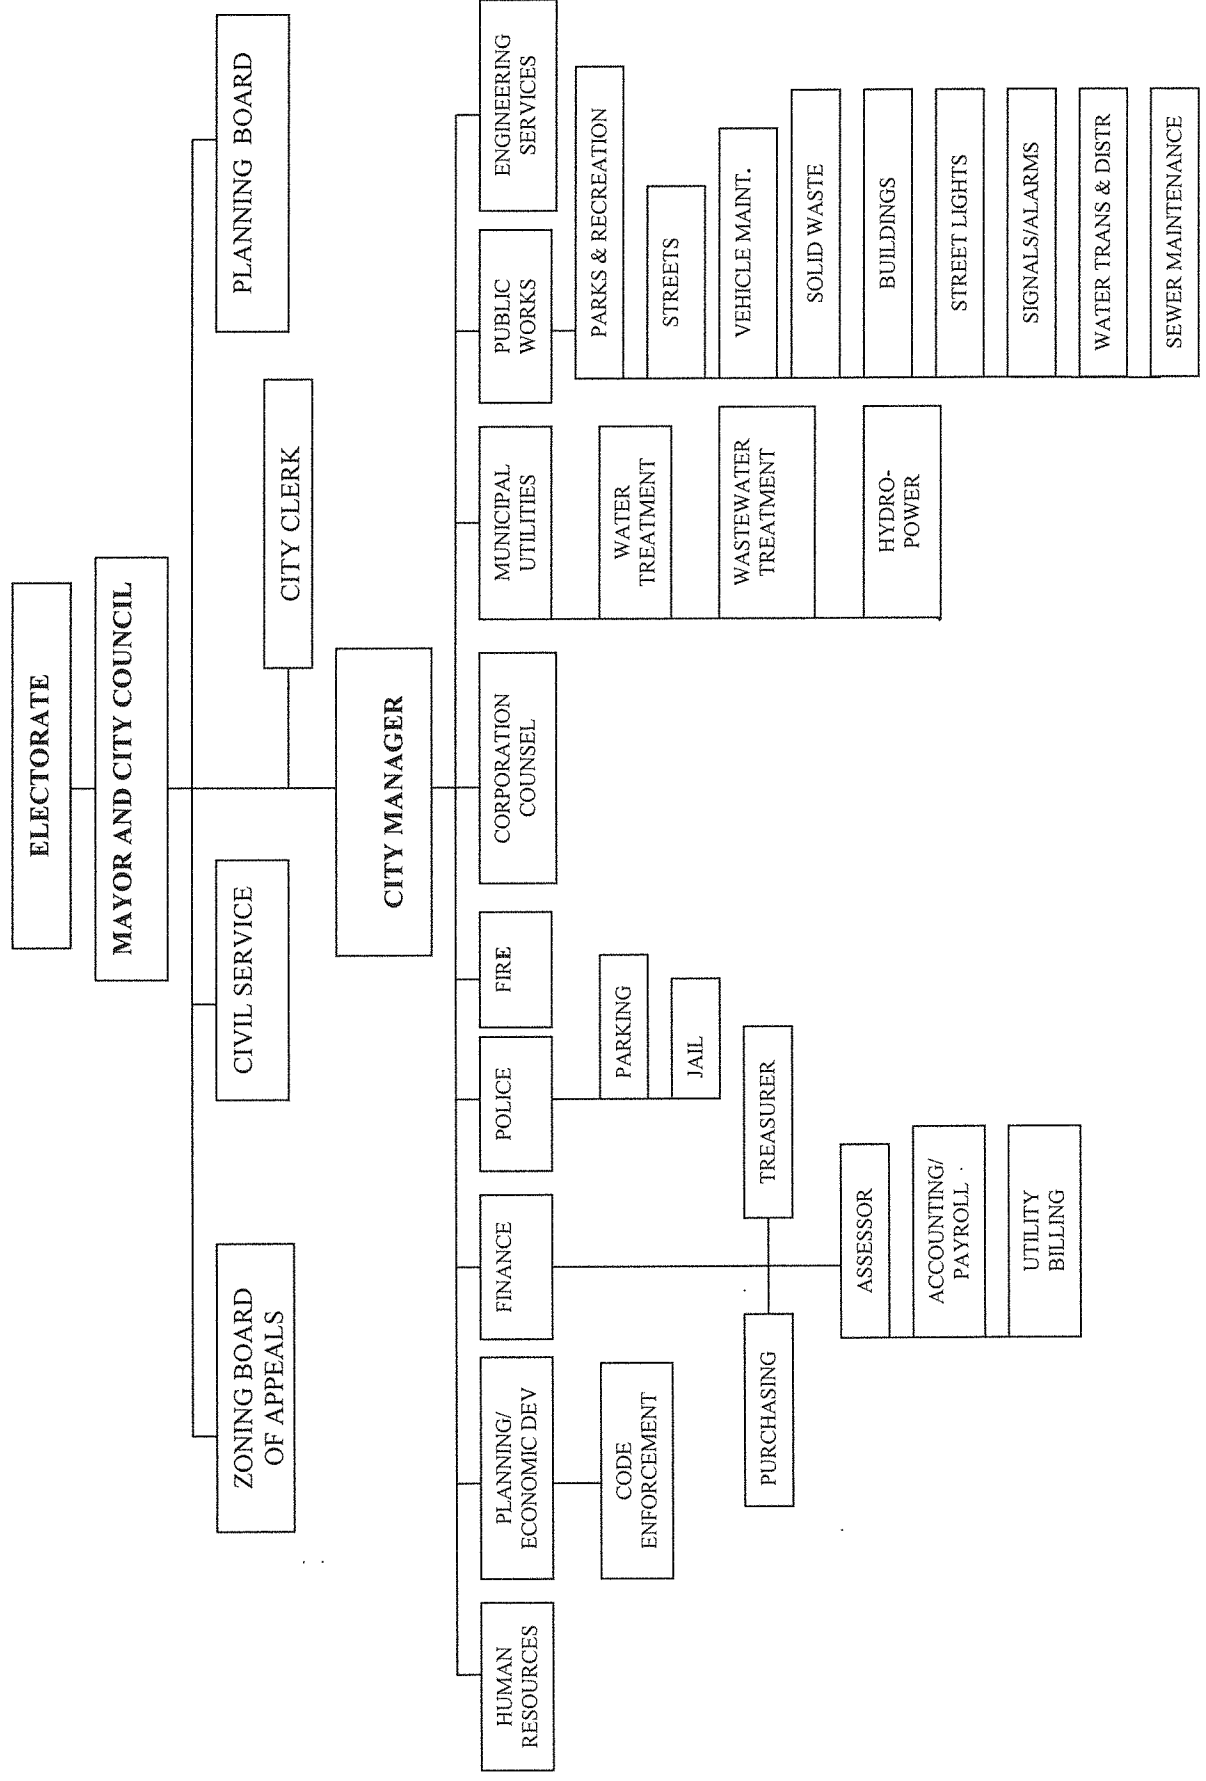 ELECTORATE
MAYOR AND CITY COUNCIL
ZONING BOARD
OF APPEALS
CIVIL SERVICE
PLANNING BOARD
CITY CLERK
CITY MANAGER
HUMAN
RESOURCES
PLANNING/
ECONOMIC DEV
FINANCE
POLICE
FIRE
CORPORATION
COUNSEL
MUNICIPAL
UTILITIES
PUBLIC
WORKS
ENGINEERING
SERVICES
CODE
ENFORCEMENT
PURCHASING
TREASURER
ASSESSOR
ACCOUNTING/
PAYROLL
UTILITY
BILLING
PARKING
JAIL
WATER
TREATMENT
WASTEWATER
TREATMENT
HYDRO-
POWER
PARKS & RECREATION
STREETS
VEHICLE MAINT.
SOLID WASTE
BUILDINGS
STREET LIGHTS
SIGNALS/ALARMS
WATER TRANS & DISTR
SEWER MAINTENANCE